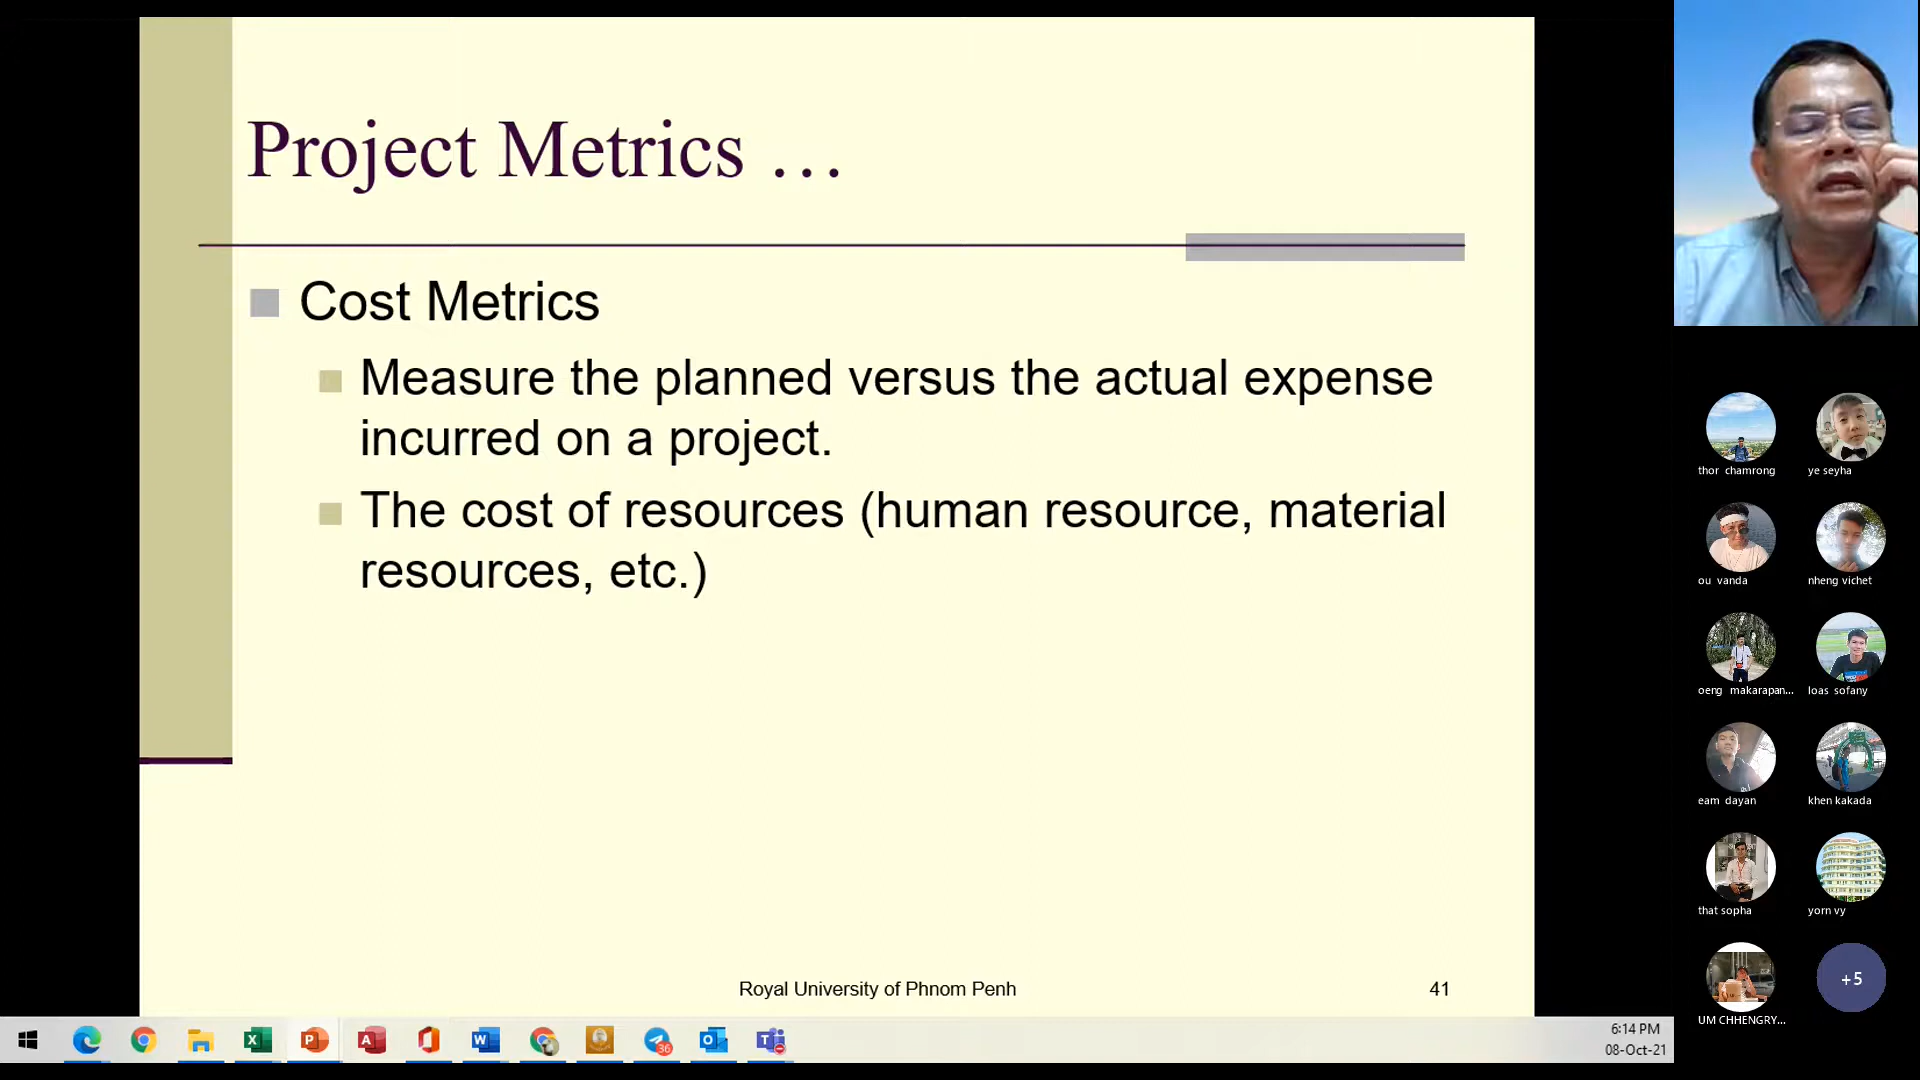 Project Metrics …
Cost Metrics
Measure the planned versus the actual expense
incurred on a project.
The cost of resources (human resource, material
resources, etc.)
Royal University of Phnom Penh
41
thor chamrong
ye seyha
ou vanda
nheng vichet
oeng makarapan...
loas sofany
eam dayan
khen kakada
that sopha
yorn vy
UM CHHENGRY...
+5
36
6:14 PM
08-Oct-21